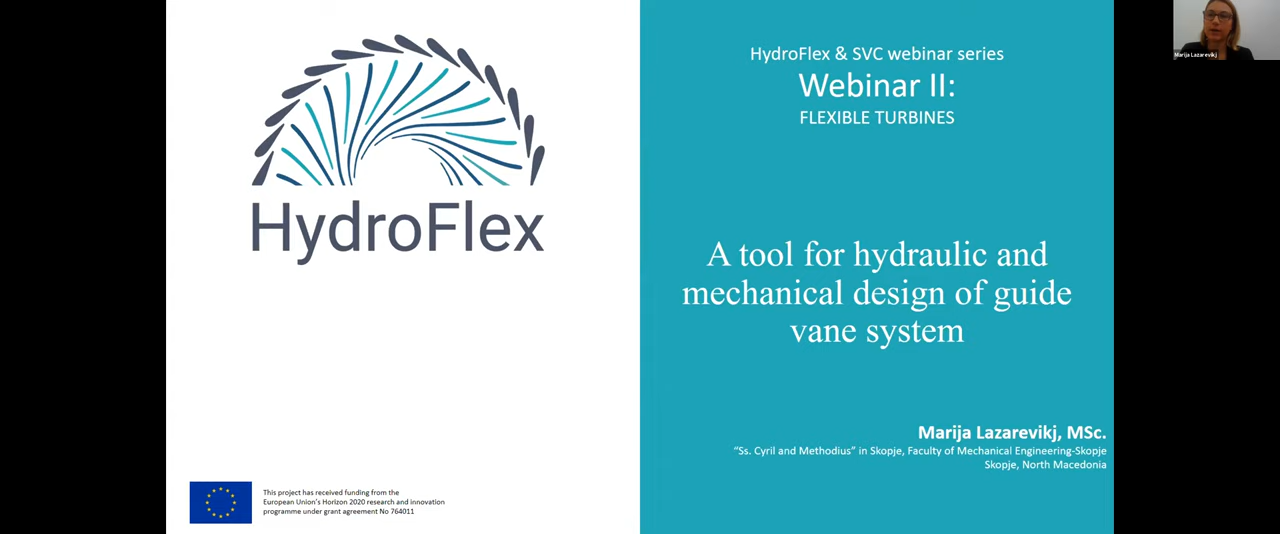 HydroFlex
This project has received funding from the
European Union's Horizon 2020 research and innovation
programme under grant agreement No 764011
HydroFlex & SVC webinar series
Webinar II:
FLEXIBLE TURBINES
A tool for hydraulic and
mechanical design of guide
vane system
Marija Lazarevikj, MSc.
“Ss. Cyril and Methodius” in Skopje, Faculty of Mechanical Engineering-Skopje
Skopje, North Macedonia
Marija Lazarevikj